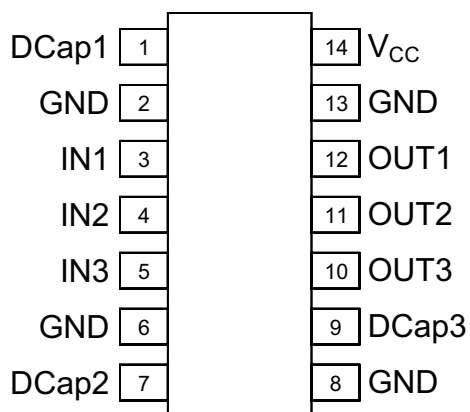 DCap1 1 14 V_CC
GND 2 13 GND
IN1 3 12 OUT1
IN2 4 11 OUT2
IN3 5 10 OUT3
GND 6 9 DCap3
DCap2 7 8 GND